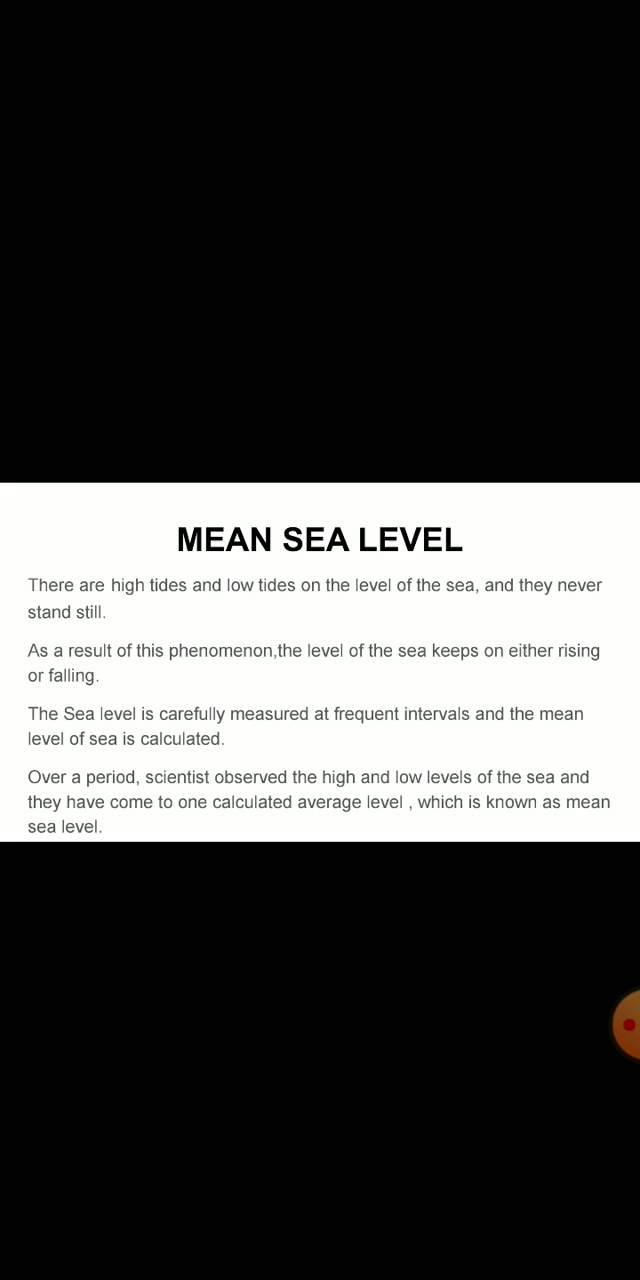 MEAN SEA LEVEL
There are high tides and low tides on the level of the sea, and they never
stand still.
As a result of this phenomenon,the level of the sea keeps on either rising
or falling.
The Sea level is carefully measured at frequent intervals and the mean
level of sea is calculated.
Over a period, scientist observed the high and low levels of the sea and
they have come to one calculated average level , which is known as mean
sea level.